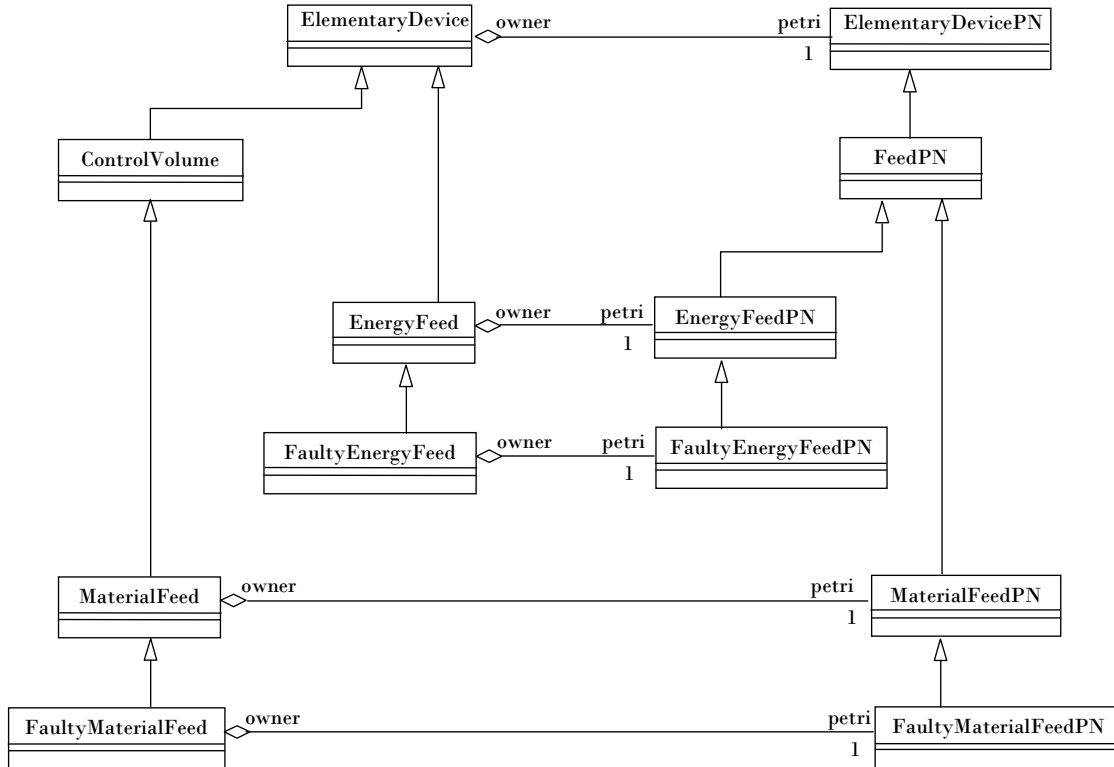 ElementaryDevice
owner
petri
1
ElementaryDevicePN
ControlVolume
FeedPN
EnergyFeed
owner
petri
1
EnergyFeedPN
FaultyEnergyFeed
owner
petri
1
FaultyEnergyFeedPN
MaterialFeed
owner
petri
1
MaterialFeedPN
FaultyMaterialFeed
owner
petri
1
FaultyMaterialFeedPN